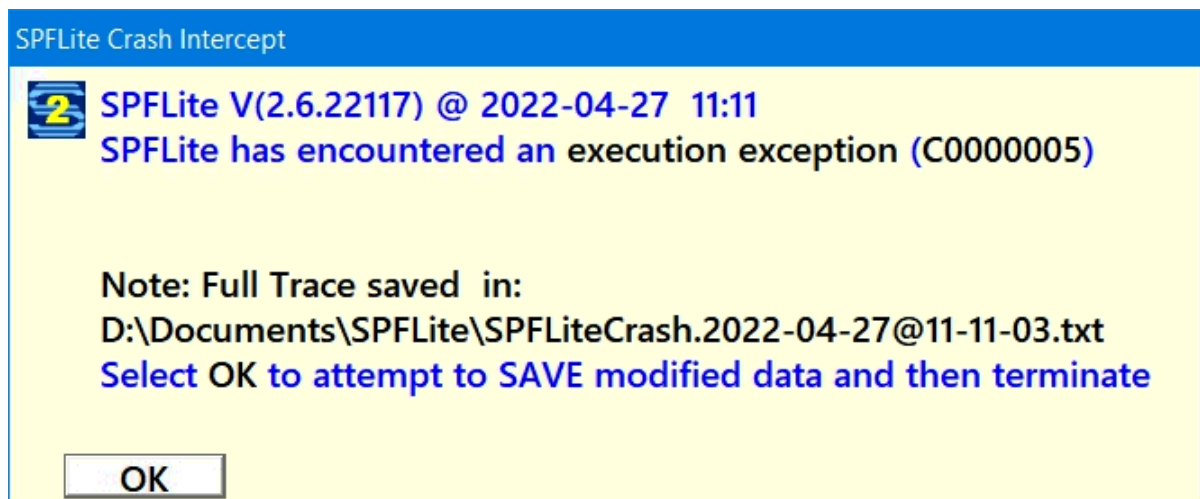 SPFLite Crash Intercept
2
SPFLite V(2.6.22117) @ 2022-04-27  11:11
SPFLite has encountered an execution exception (C0000005)
Note: Full Trace saved  in:
D:\Documents\SPFLite\SPFLiteCrash.2022-04-27@11-11-03.txt
Select OK to attempt to SAVE modified data and then terminate
OK